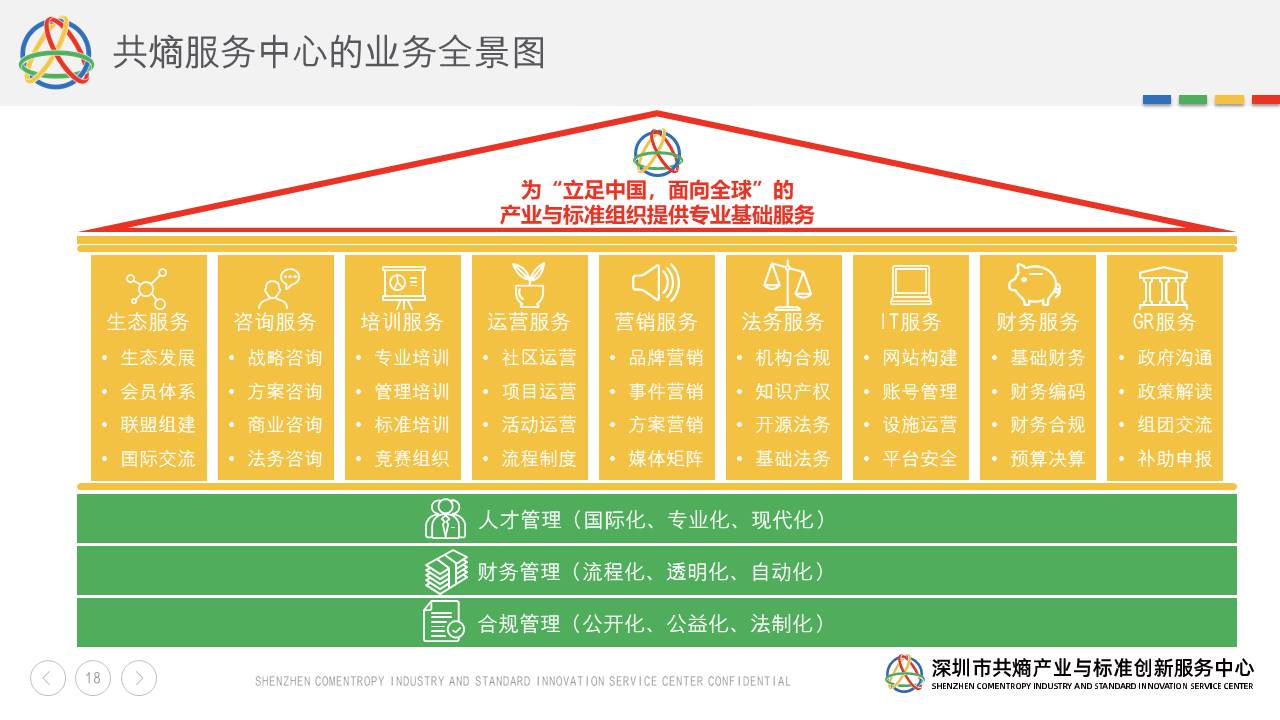 共熵服务中心的业务全景图
为“立足中国，面向全球”的
产业与标准组织提供专业基础服务
生态服务
• 生态发展
• 会员体系
• 联盟组建
• 国际交流
咨询服务
• 战略咨询
• 方案咨询
• 商业咨询
• 法务咨询
培训服务
• 专业培训
• 管理培训
• 标准培训
• 竞赛组织
运营服务
• 社区运营
• 项目运营
• 活动运营
• 流程制度
营销服务
• 品牌营销
• 事件营销
• 方案营销
• 媒体矩阵
法务服务
• 机构合规
• 知识产权
• 开源法务
• 基础法务
IT服务
• 网站构建
• 账号管理
• 设施运营
• 平台安全
财务服务
• 基础财务
• 财务编码
• 财务合规
• 预算决算
GR服务
• 政府沟通
• 政策解读
• 组团交流
• 补助申报
人才管理（国际化、专业化、现代化）
财务管理（流程化、透明化、自动化）
合规管理（公开化、公益化、法制化）
18
SHENZHEN COMENTROPY INDUSTRY AND STANDARD INNOVATION SERVICE CENTER CONFIDENTIAL
深圳市共熵产业与标准创新服务中心
SHENZHEN COMENTROPY INDUSTRY AND STANDARD INNOVATION SERVICE CENTER